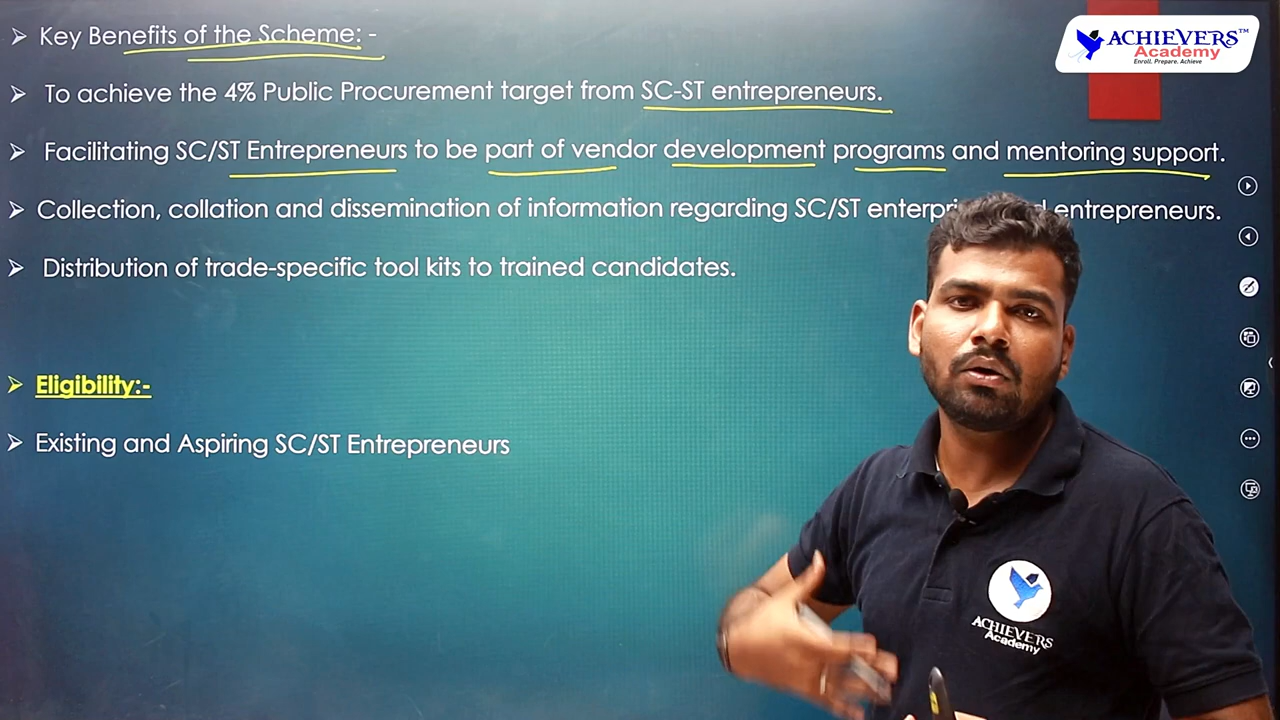 Key Benefits of the Scheme: -
ACHIEVERS™
Academy
Enroll. Prepare. Achieve
To achieve the 4% Public Procurement target from SC-ST entrepreneurs.
Facilitating SC/ST Entrepreneurs to be part of vendor development programs and mentoring support.
Collection, collation and dissemination of information regarding SC/ST entrepreneurs.
Distribution of trade-specific tool kits to trained candidates.
Eligibility:-
Existing and Aspiring SC/ST Entrepreneurs
ACHIEVERS
Academy